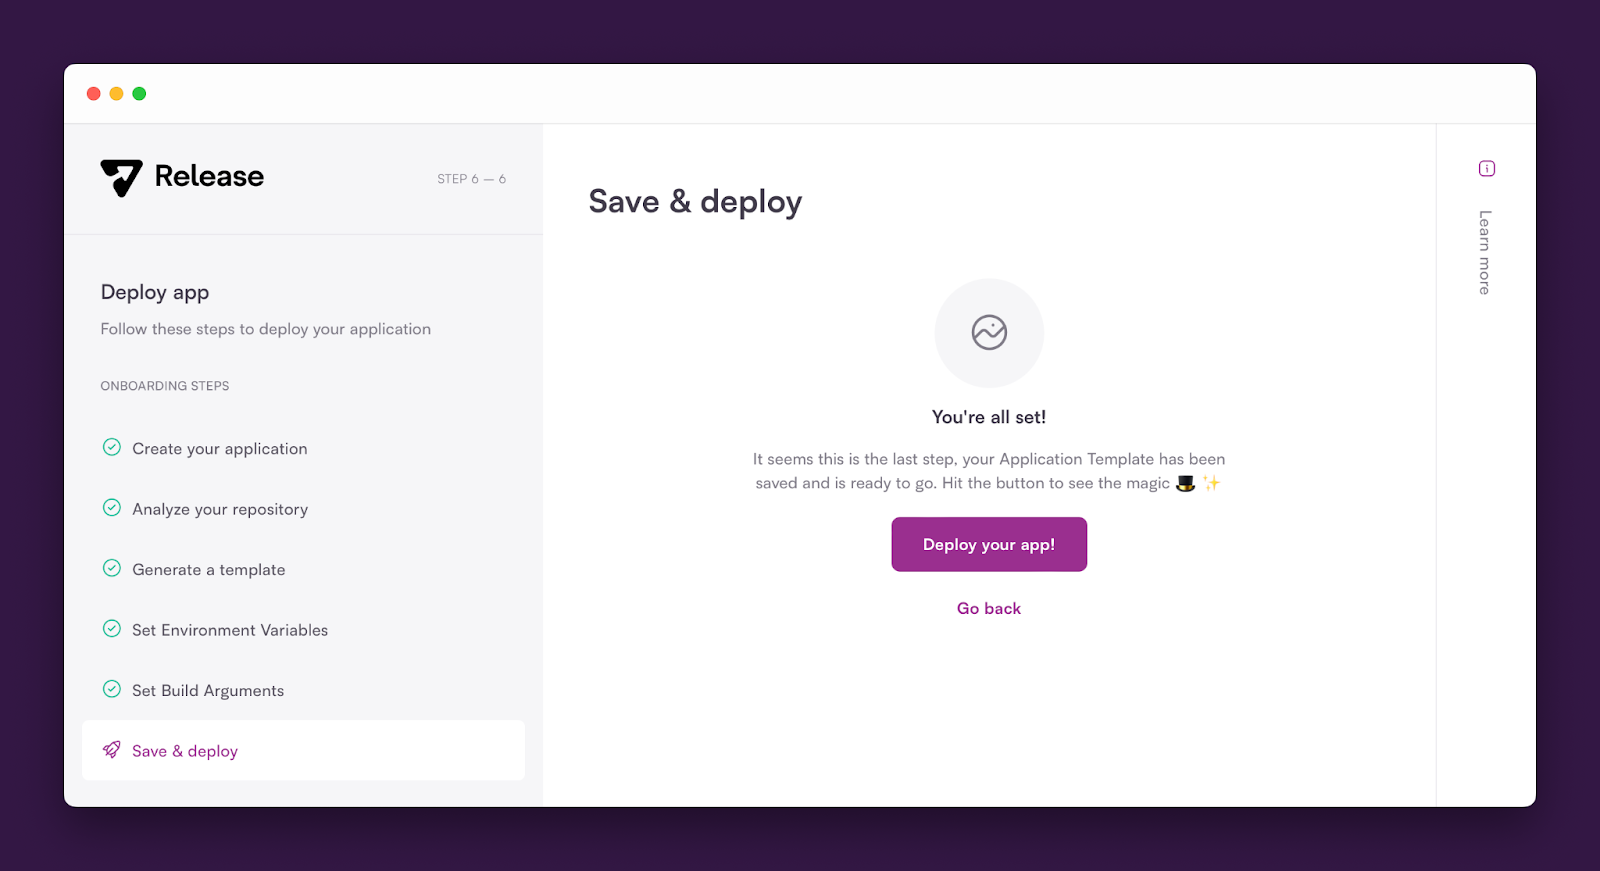 Release
STEP 6 — 6
Deploy app
Follow these steps to deploy your application
ONBOARDING STEPS
Create your application
Analyze your repository
Generate a template
Set Environment Variables
Set Build Arguments
Save & deploy
Save & deploy
You're all set!
It seems this is the last step, your Application Template has been
saved and is ready to go. Hit the button to see the magic 🎩 ✨
Deploy your app!
Go back
Learn more